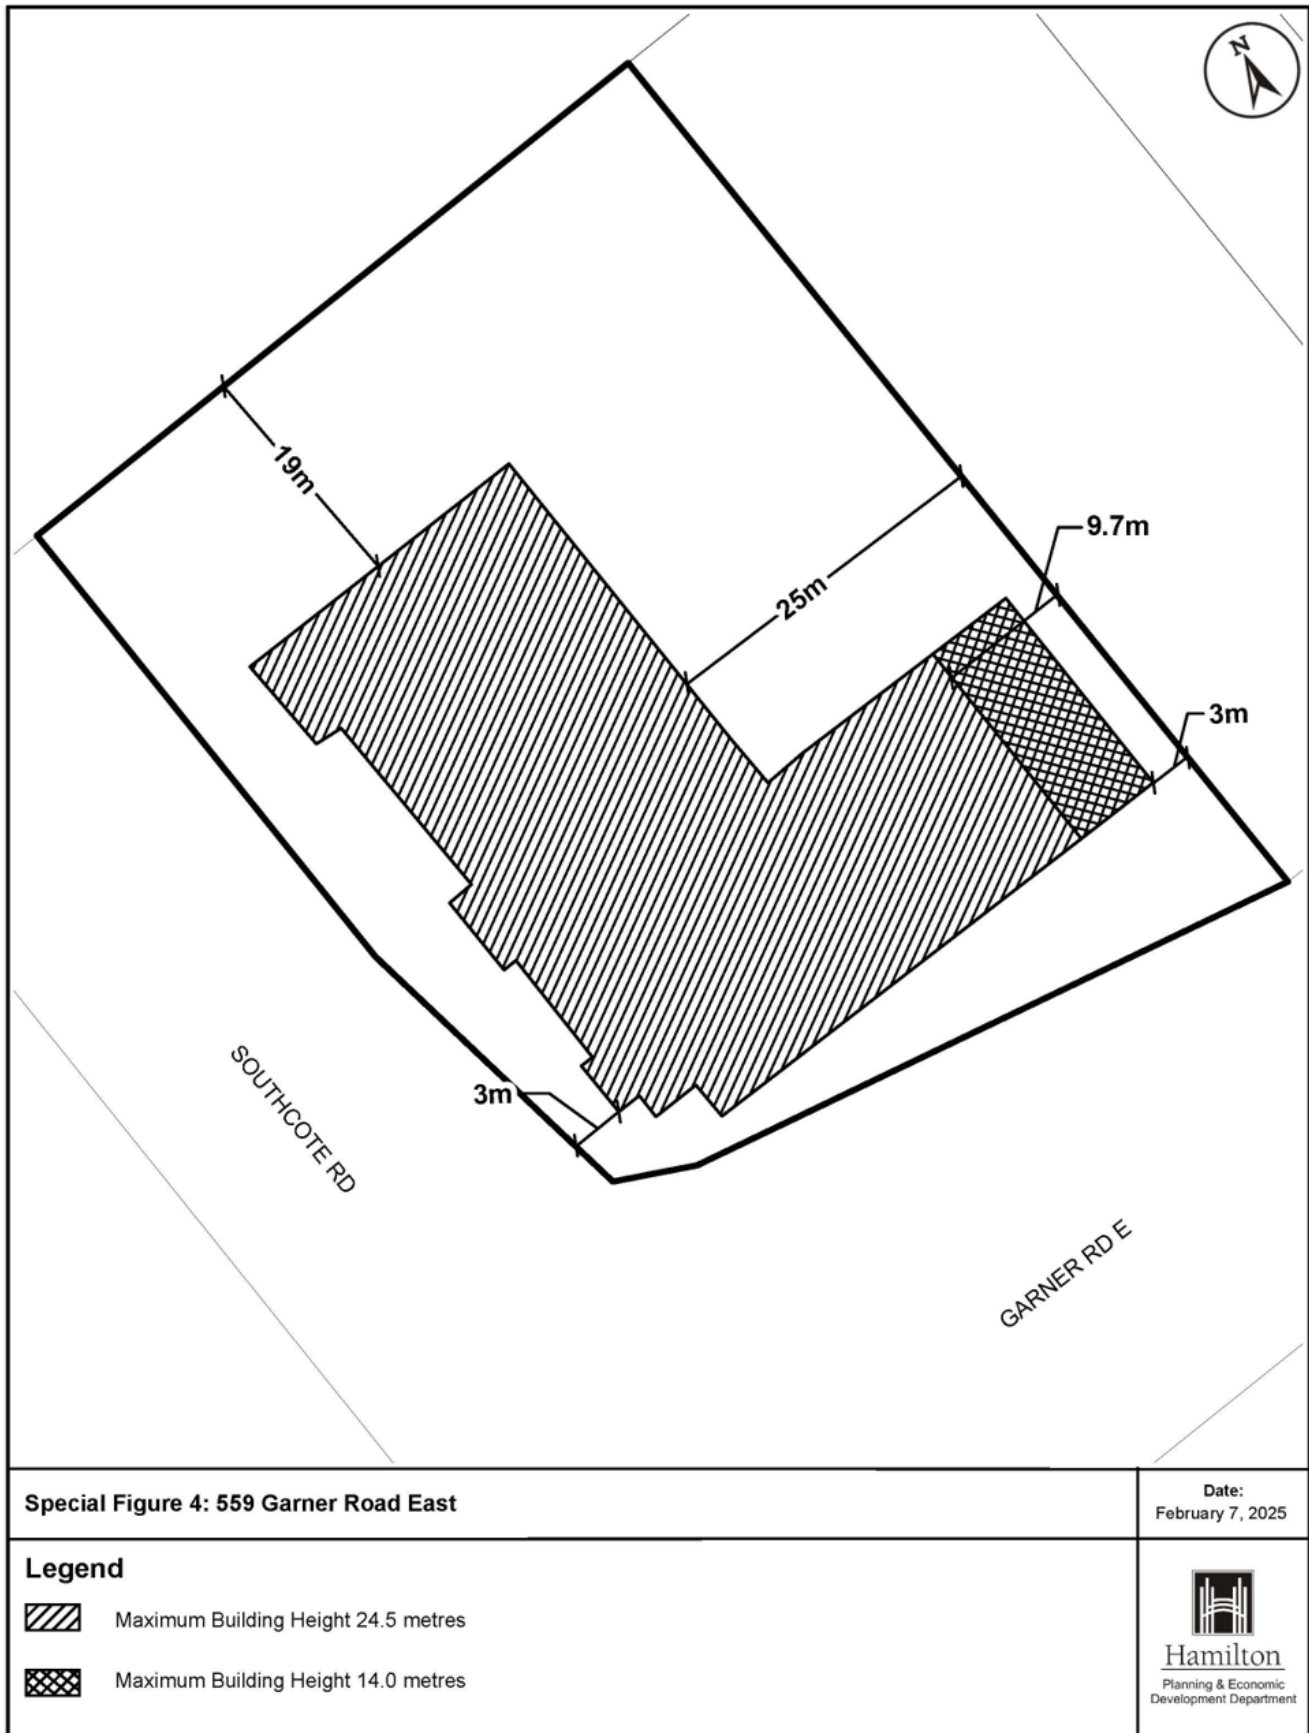 N
19m
25m
9.7m
3m
3m
SOUTHCOTE RD
GARNER RD E
Special Figure 4: 559 Garner Road East
Date:
February 7, 2025
Legend
Maximum Building Height 24.5 metres
Maximum Building Height 14.0 metres
Hamilton
Planning & Economic
Development Department